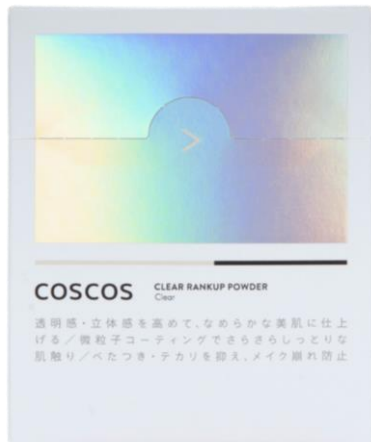 COSCOS
CLEAR RANKUP POWDER
Clear
透明感・立体感を高めて、なめらかな美肌に仕上
げる／微粒子コーティングでさらさらしっとりな
肌触り／べたつき・テカリを抑え、メイク崩れ防止